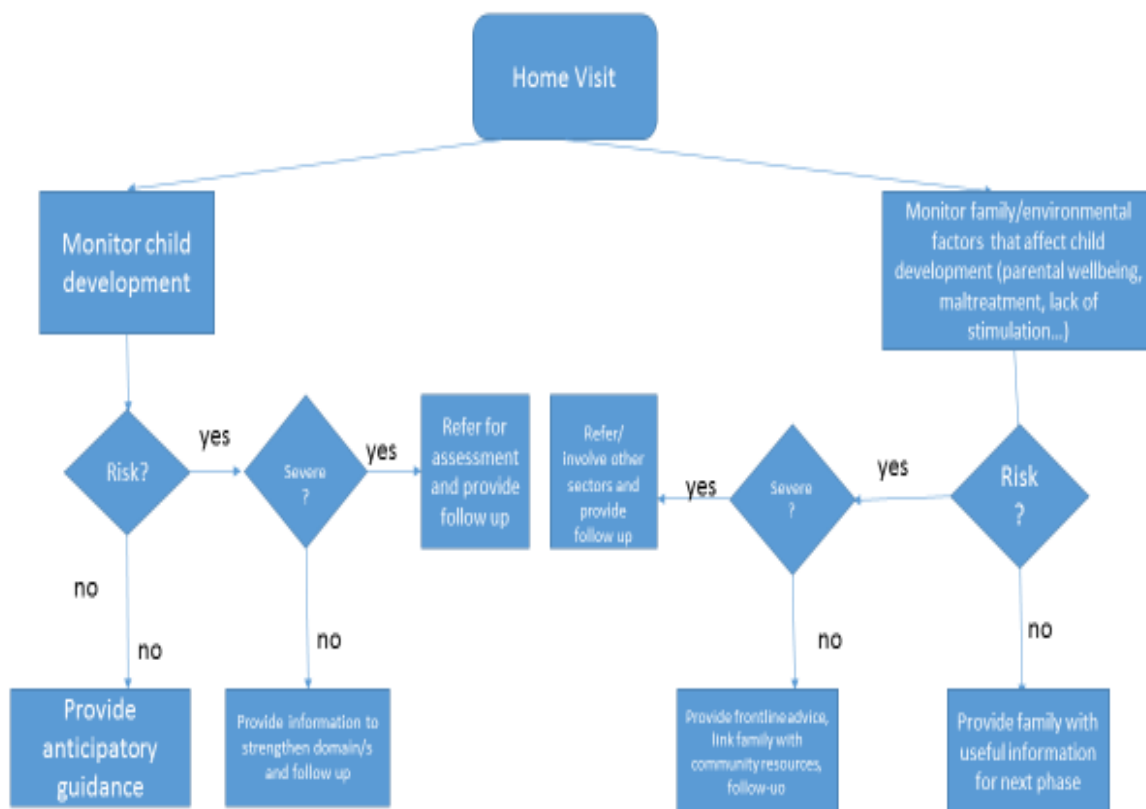 Home Visit
Monitor child
development
Monitor family/environmental
factors that affect child
development (parental wellbeing,
maltreatment, lack of
stimulation...)
Risk?
yes
Severe
?
yes
Refer for
assessment
and provide
follow up
Refer/
involve other
sectors and
provide
follow up
yes
Severe
?
yes
Risk
?
no
no
no
no
no
Provide
anticipatory
guidance
Provide information to
strengthen domain/s
and follow up
Provide frontline advice,
link family with
community resources,
follow-uo
Provide family with
useful information
for next phase